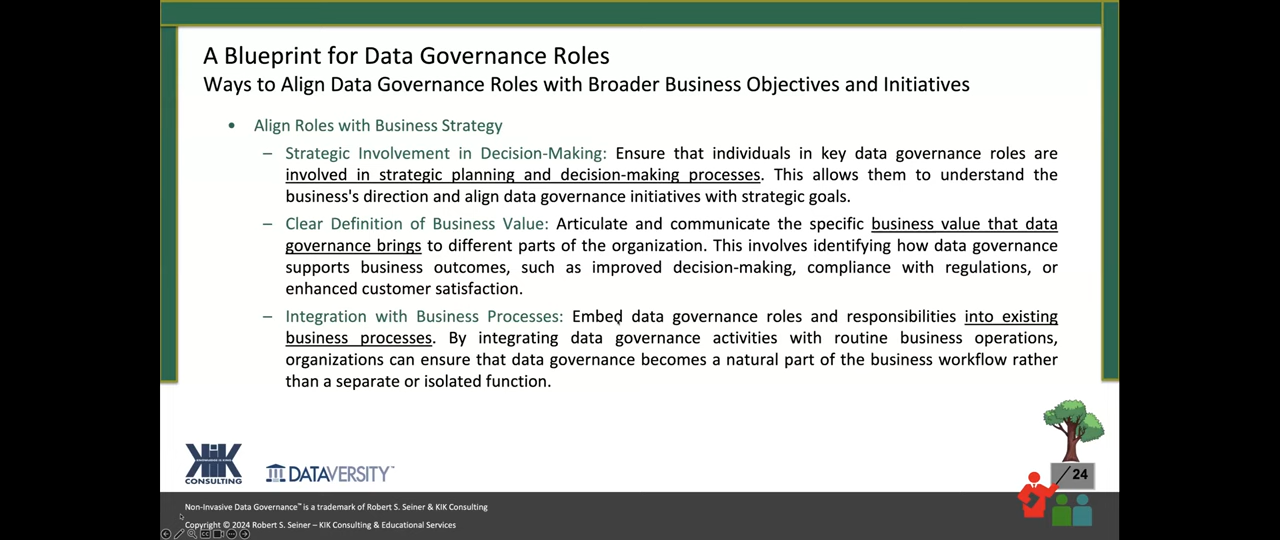 A Blueprint for Data Governance Roles
Ways to Align Data Governance Roles with Broader Business Objectives and Initiatives
• Align Roles with Business Strategy
– Strategic Involvement in Decision-Making: Ensure that individuals in key data governance roles are
involved in strategic planning and decision-making processes. This allows them to understand the
business's direction and align data governance initiatives with strategic goals.
– Clear Definition of Business Value: Articulate and communicate the specific business value that data
governance brings to different parts of the organization. This involves identifying how data governance
supports business outcomes, such as improved decision-making, compliance with regulations, or
enhanced customer satisfaction.
– Integration with Business Processes: Embed data governance roles and responsibilities into existing
business processes. By integrating data governance activities with routine business operations,
organizations can ensure that data governance becomes a natural part of the business workflow rather
than a separate or isolated function.
KIK
CONSULTING
DATAVERSITY™
24
Non-Invasive Data Governance™ is a trademark of Robert S. Seiner & KIK Consulting
Copyright © 2024 Robert S. Seiner – KIK Consulting & Educational Services